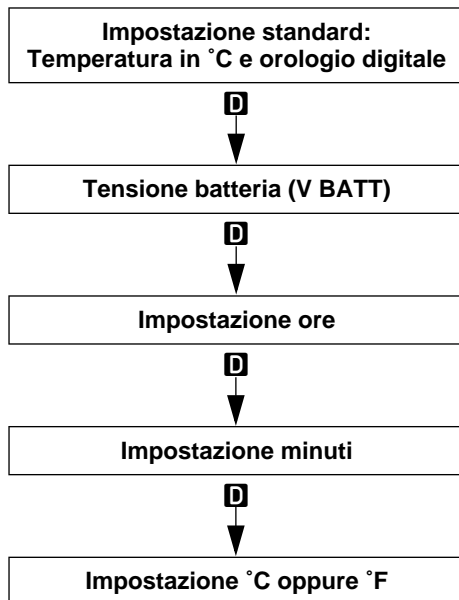 Impostazione standard:
Temperatura in ˚C e orologio digitale
D
Tensione batteria (V BATT)
D
Impostazione ore
D
Impostazione minuti
D
Impostazione ˚C oppure ˚F